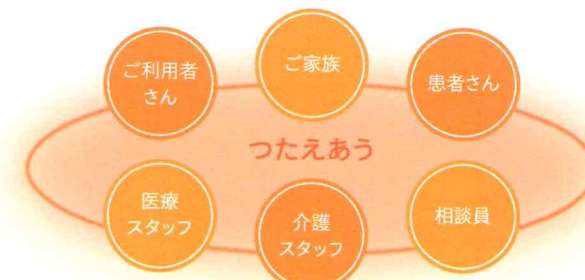 ご利用者
さん
ご家族
患者さん
つたえあう
医療
スタッフ
介護
スタッフ
相談員